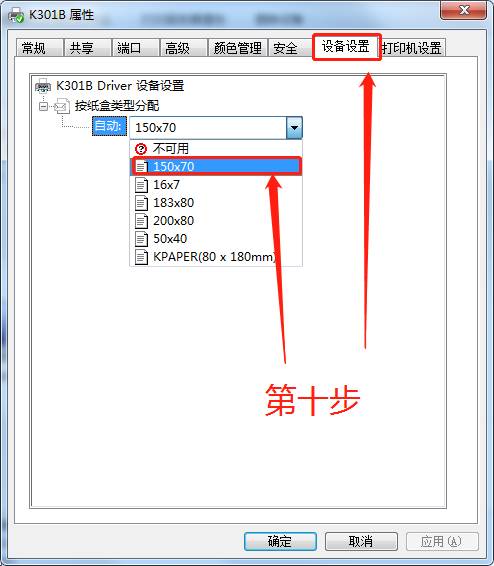 K301B 属性
常规 共享 端口 高级 颜色管理 安全 设备设置 打印机设置
K301B Driver 设备设置
按纸盒类型分配
自动: 150x70
不可用
150x70
16x7
183x80
200x80
50x40
KPAPER(80 x 180mm)
第十步
确定 取消 应用(A)